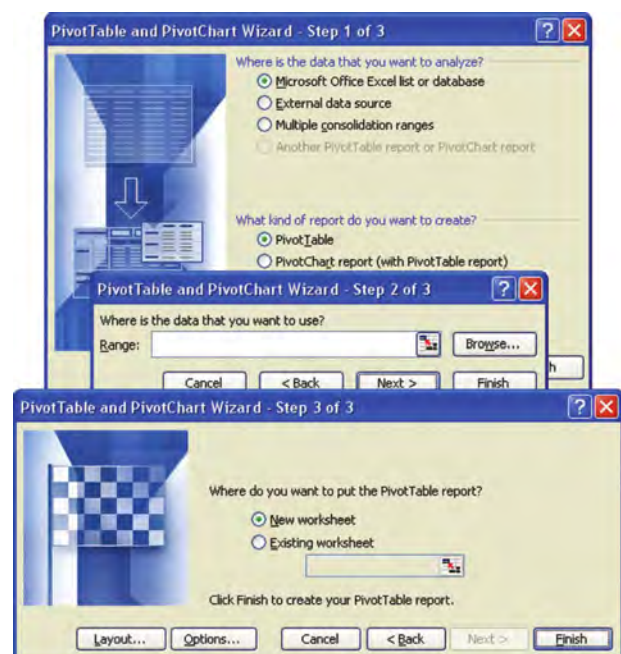 PivotTable and PivotChart Wizard - Step 1 of 3
Where is the data that you want to analyze?
Microsoft Office Excel list or database
External data source
Multiple consolidation ranges
Another PivotTable report or PivotChart report
What kind of report do you want to create?
PivotTable
PivotChart report (with PivotTable report)
PivotTable and PivotChart Wizard - Step 2 of 3
Where is the data that you want to use?
Range:
Browse...
h
Cancel < Back Next > Finish
PivotTable and PivotChart Wizard - Step 3 of 3
Where do you want to put the PivotTable report?
New worksheet
Existing worksheet
Click Finish to create your PivotTable report.
Layout... Options... Cancel < Back Next > Finish